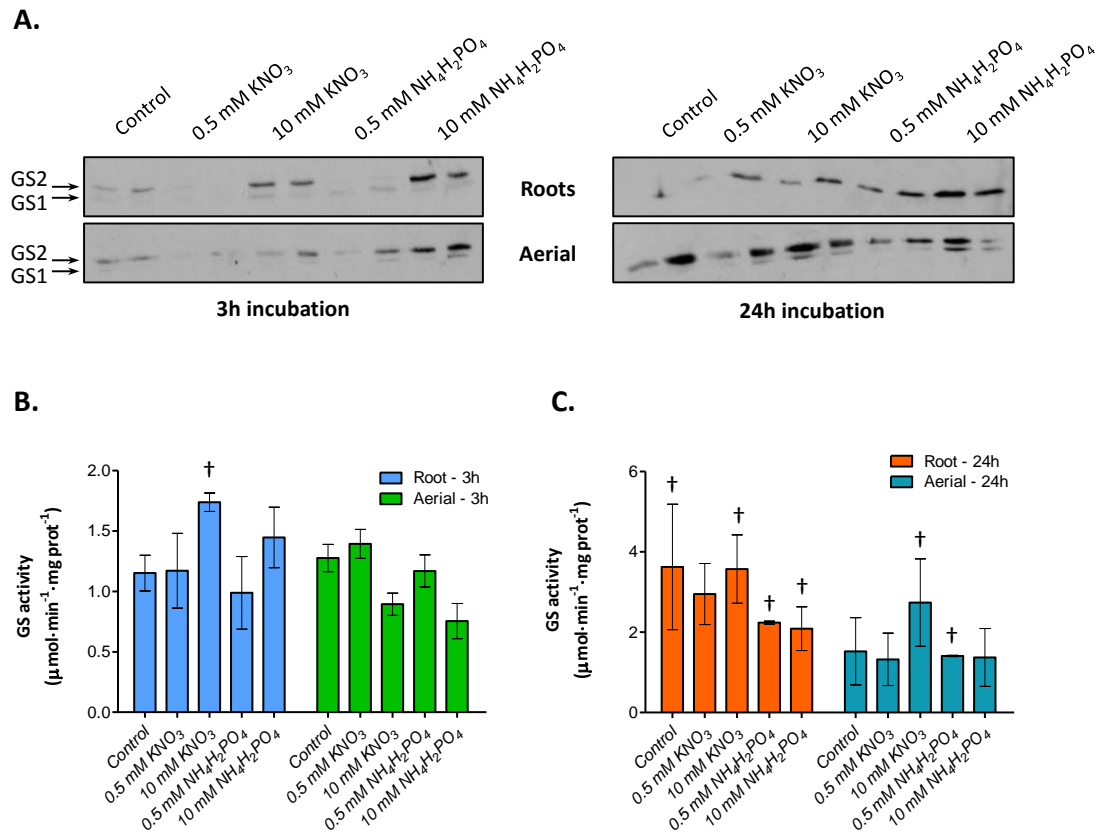 A.
Control
0.5 mM KNO3
10 mM KNO3
0.5 mM NH4H2PO4
10 mM NH4H2PO4
Control
0.5 mM KNO3
10 mM KNO3
0.5 mM NH4H2PO4
10 mM NH4H2PO4
GS2
GS1
Roots
GS2
GS1
Aerial
3h incubation
24h incubation
B.
GS activity
(µmol·min-1·mg prot-1)
2.0
1.5
1.0
0.5
0.0
†
Root - 3h
Aerial - 3h
Control
0.5 mM KNO3
10 mM KNO3
0.5 mM NH4H2PO4
10 mM NH4H2PO4
Control
0.5 mM KNO3
10 mM KNO3
0.5 mM NH4H2PO4
10 mM NH4H2PO4
C.
GS activity
(µmol·min-1·mg prot-1)
6
4
2
0
† † † † † †
Root - 24h
Aerial - 24h
Control
0.5 mM KNO3
10 mM KNO3
0.5 mM NH4H2PO4
10 mM NH4H2PO4
Control
0.5 mM KNO3
10 mM KNO3
0.5 mM NH4H2PO4
10 mM NH4H2PO4